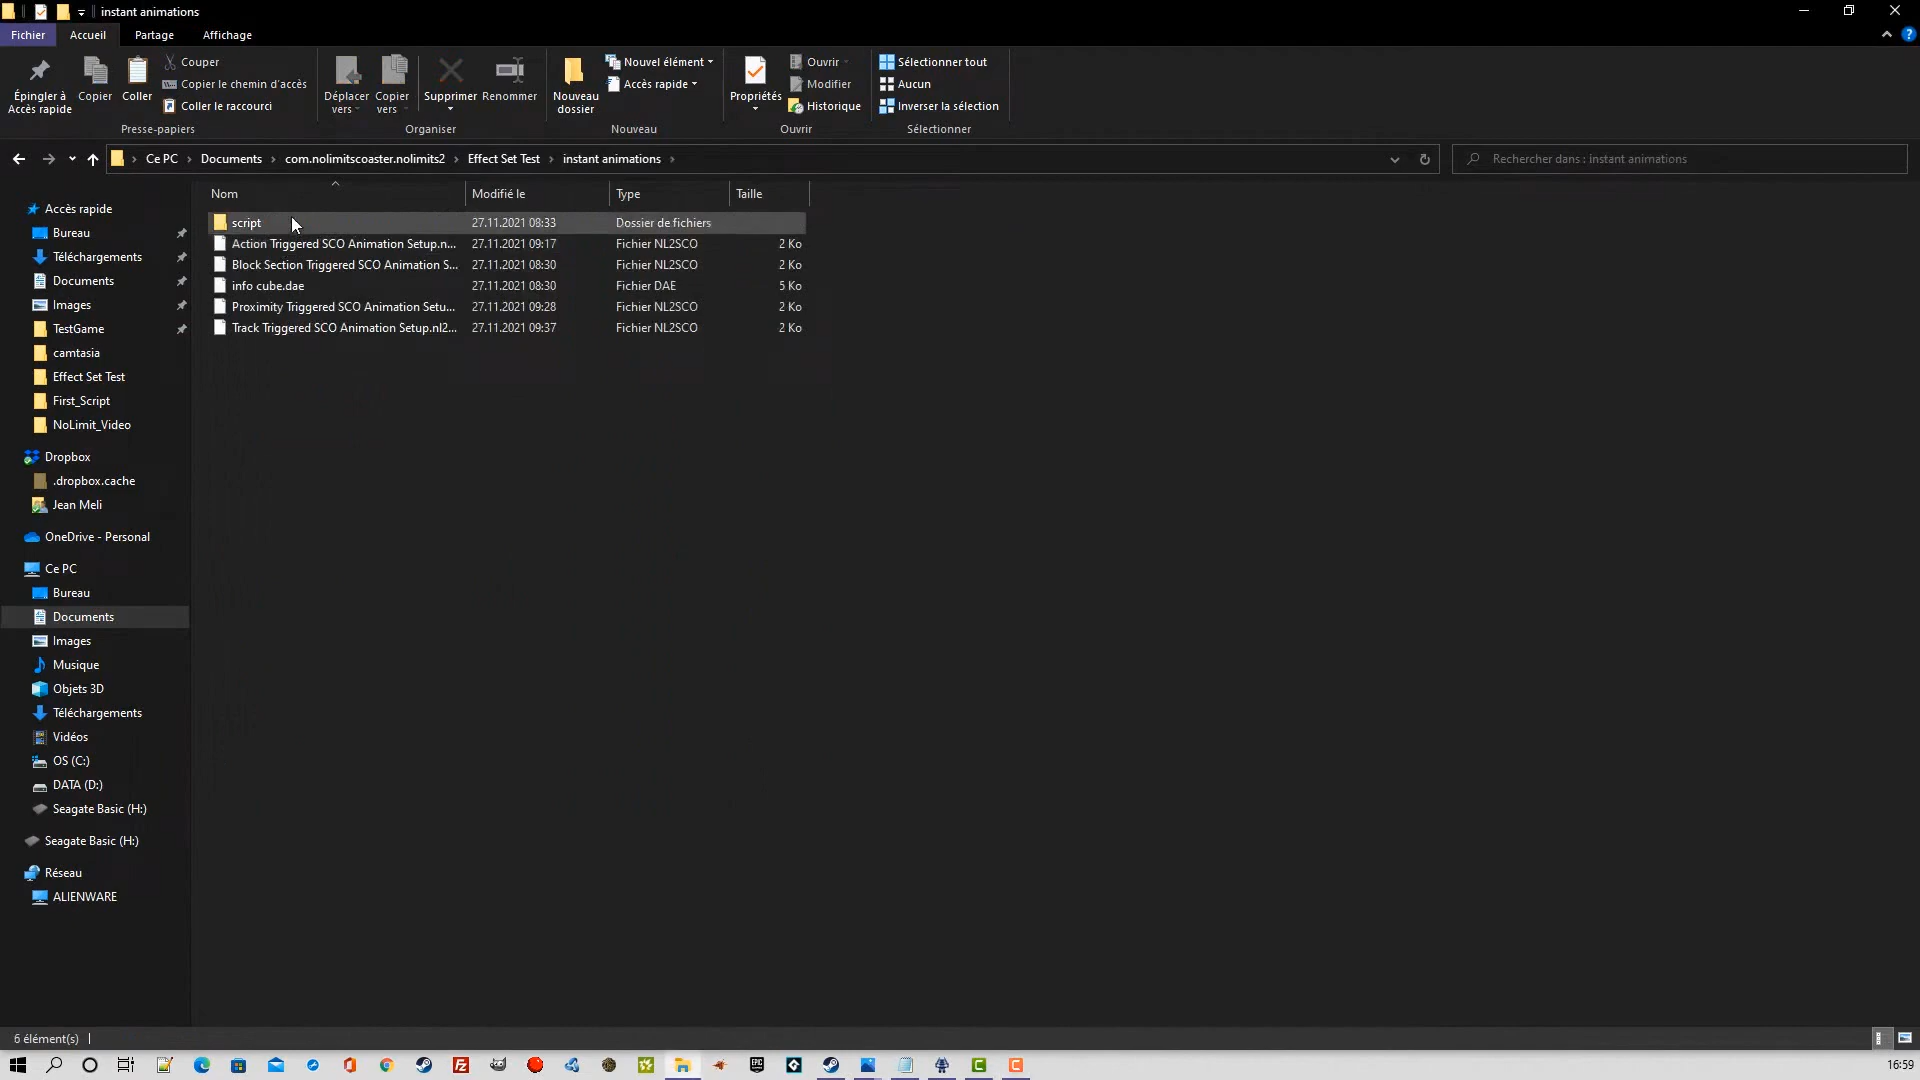 instant animations
Fichier Accueil Partage Affichage
Épingler à Accès rapide
Copier
Coller
Couper
Copier le chemin d'accès
Coller le raccourci
Presse-papiers
Déplacer vers
Copier vers
Supprimer
Renommer
Organiser
Nouveau dossier
Nouvel élément
Accès rapide
Nouveau
Propriétés
Ouvrir
Modifier
Historique
Ouvrir
Sélectionner tout
Aucun
Inverser la sélection
Sélectionner
Ce PC > Documents > com.nolimitscoaster.nolimits2 > Effect Set Test > instant animations >
Rechercher dans : instant animations
Nom Modifié le Type Taille
script 27.11.2021 08:33 Dossier de fichiers
Action Triggered SCO Animation Setup.n... 27.11.2021 09:17 Fichier NL2SCO 2 Ko
Block Section Triggered SCO Animation S... 27.11.2021 08:30 Fichier NL2SCO 2 Ko
info cube.dae 27.11.2021 08:30 Fichier DAE 5 Ko
Proximity Triggered SCO Animation Setu... 27.11.2021 09:28 Fichier NL2SCO 2 Ko
Track Triggered SCO Animation Setup.nl2... 27.11.2021 09:37 Fichier NL2SCO 2 Ko
Accès rapide
Bureau
Téléchargements
Documents
Images
TestGame
camtasia
Effect Set Test
First_Script
NoLimit_Video
Dropbox
.dropbox.cache
Jean Meli
OneDrive - Personal
Ce PC
Bureau
Documents
Images
Musique
Objets 3D
Téléchargements
Vidéos
OS (C:)
DATA (D:)
Seagate Basic (H:)
Seagate Basic (H:)
Réseau
ALIENWARE
6 élément(s)
16:59